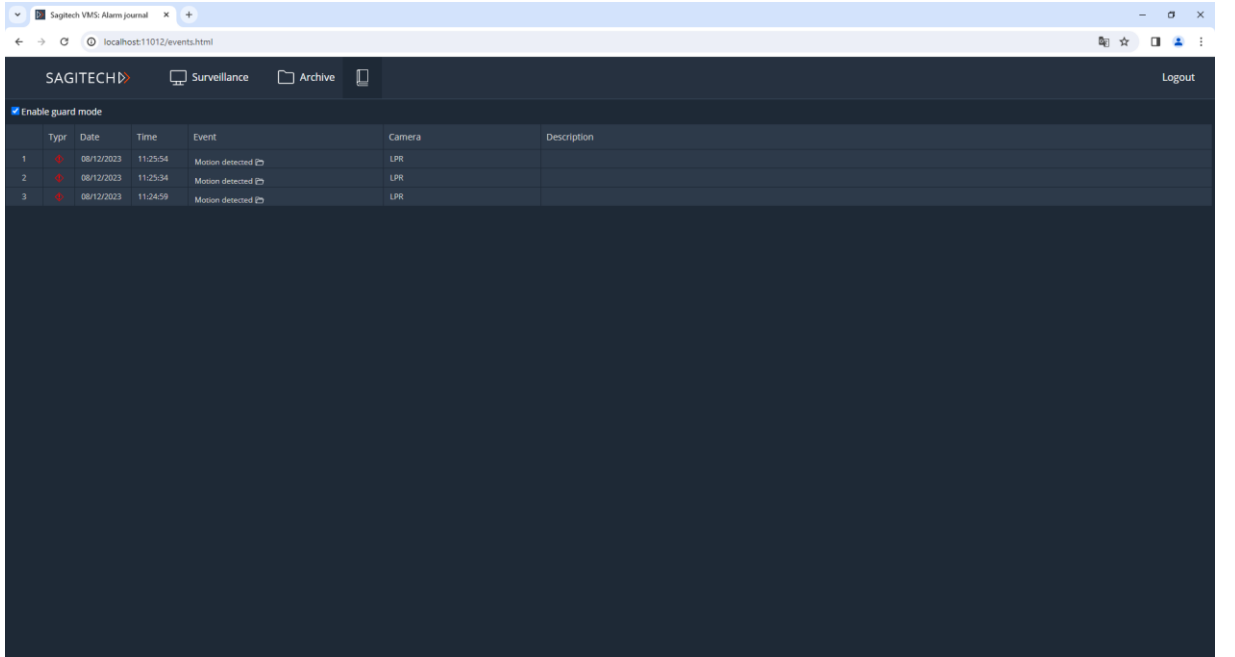 Sagitech VMS: Alarm journal
localhost:11012/events.html
SAGITECH Surveillance Archive Logout
Enable guard mode
Typr Date Time Event Camera Description
1 08/12/2023 11:25:54 Motion detected LPR
2 08/12/2023 11:25:34 Motion detected LPR
3 08/12/2023 11:24:59 Motion detected LPR